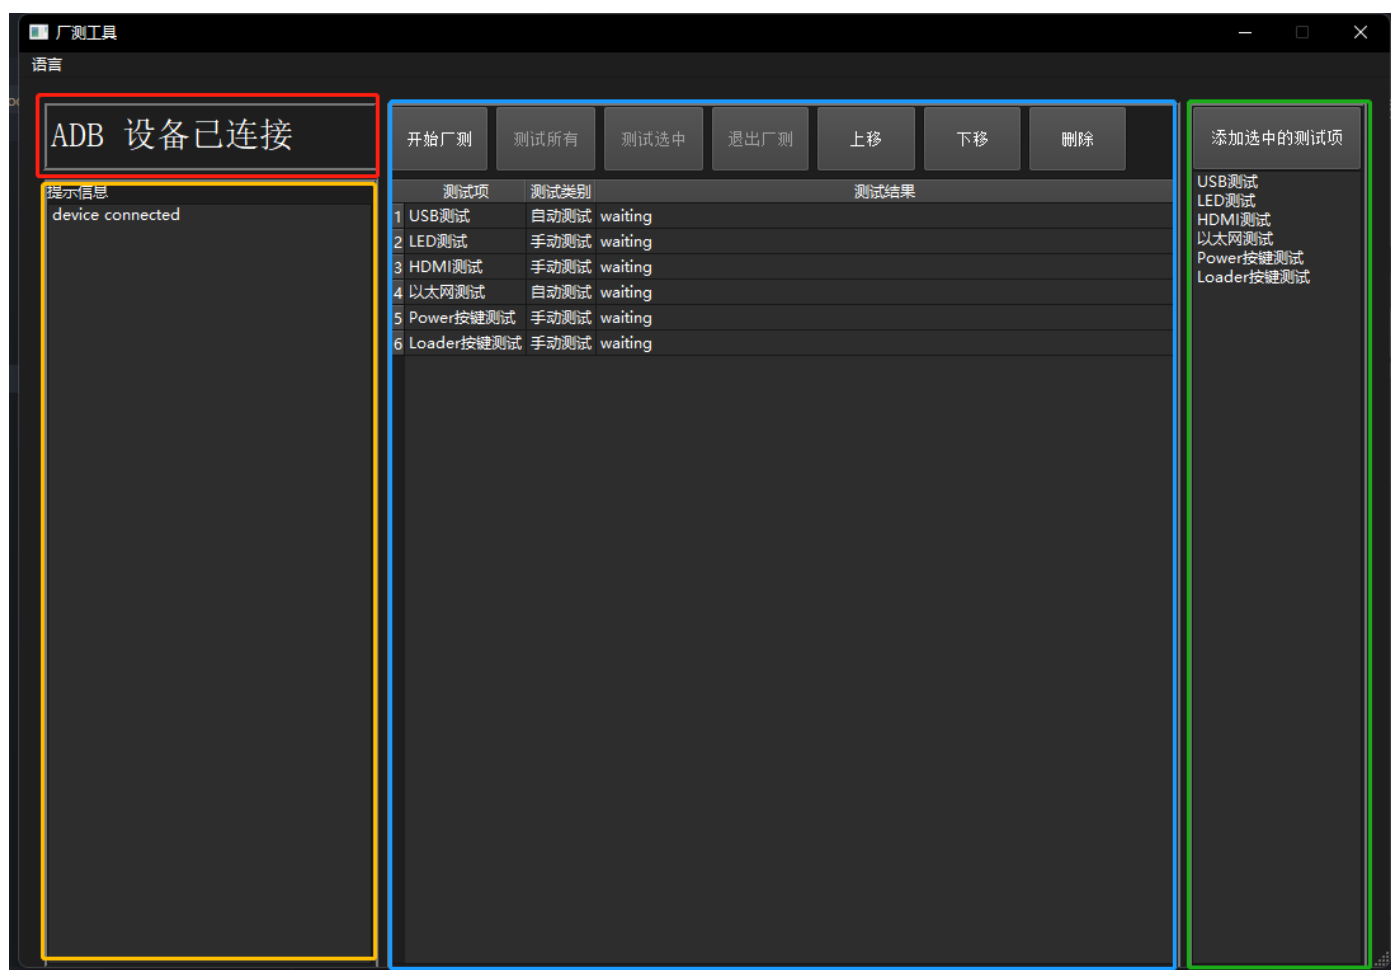 厂测工具
语言
ADB 设备已连接
提示信息
device connected
开始厂测 测试所有 测试选中 退出厂测 上移 下移 删除
测试项 测试类别 测试结果
1 USB测试 自动测试 waiting
2 LED测试 手动测试 waiting
3 HDMI测试 手动测试 waiting
4 以太网测试 自动测试 waiting
5 Power按键测试 手动测试 waiting
6 Loader按键测试 手动测试 waiting
添加选中的测试项
USB测试
LED测试
HDMI测试
以太网测试
Power按键测试
Loader按键测试